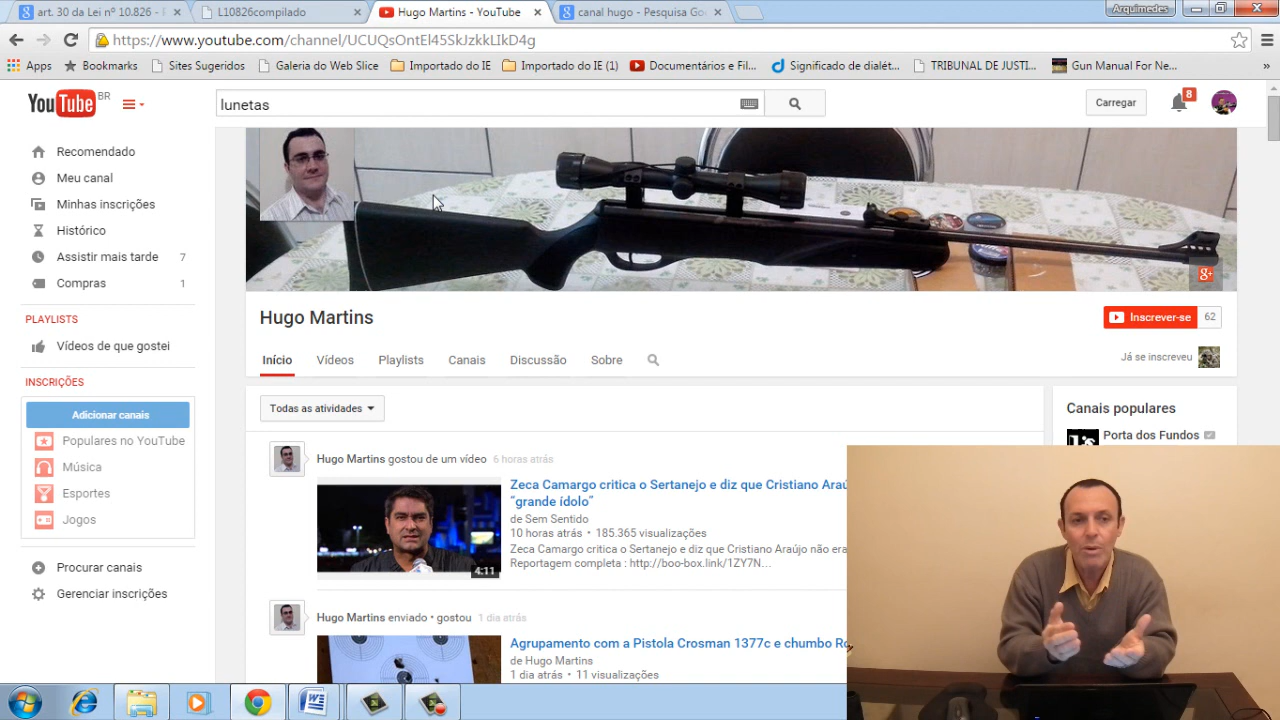 art. 30 da Lei nº 10.826 -
L10826compilado
Hugo Martins - YouTube
canal hugo - Pesquisa Go
Arquimedes
https://www.youtube.com/channel/UCUQsOntEl45SkJzkkLIkD4g
Apps
Bookmarks
Sites Sugeridos
Galeria do Web Slice
Importado do IE
Importado do IE (1)
Documentários e Fil...
Significado de dialét...
TRIBUNAL DE JUSTI...
Gun Manual For Ne...
»
YouTube BR
lunetas
Carregar
8
Recomendado
Meu canal
Minhas inscrições
Histórico
Assistir mais tarde 7
Compras 1
PLAYLISTS
Vídeos de que gostei
INSCRIÇÕES
Adicionar canais
Populares no YouTube
Música
Esportes
Jogos
Procurar canais
Gerenciar inscrições
g+
Hugo Martins
Inscrever-se 62
Início Vídeos Playlists Canais Discussão Sobre
Já se inscreveu
Todas as atividades
Canais populares
Porta dos Fundos
Hugo Martins gostou de um vídeo 6 horas atrás
Zeca Camargo critica o Sertanejo e diz que Cristiano Araú
“grande ídolo”
de Sem Sentido
10 horas atrás • 185.365 visualizações
Zeca Camargo critica o Sertanejo e diz que Cristiano Araújo não era
Reportagem completa : http://boo-box.link/1ZY7N...
4:11
Hugo Martins enviado • gostou 1 dia atrás
Agrupamento com a Pistola Crosman 1377c e chumbo Ro
de Hugo Martins
1 dia atrás • 11 visualizações